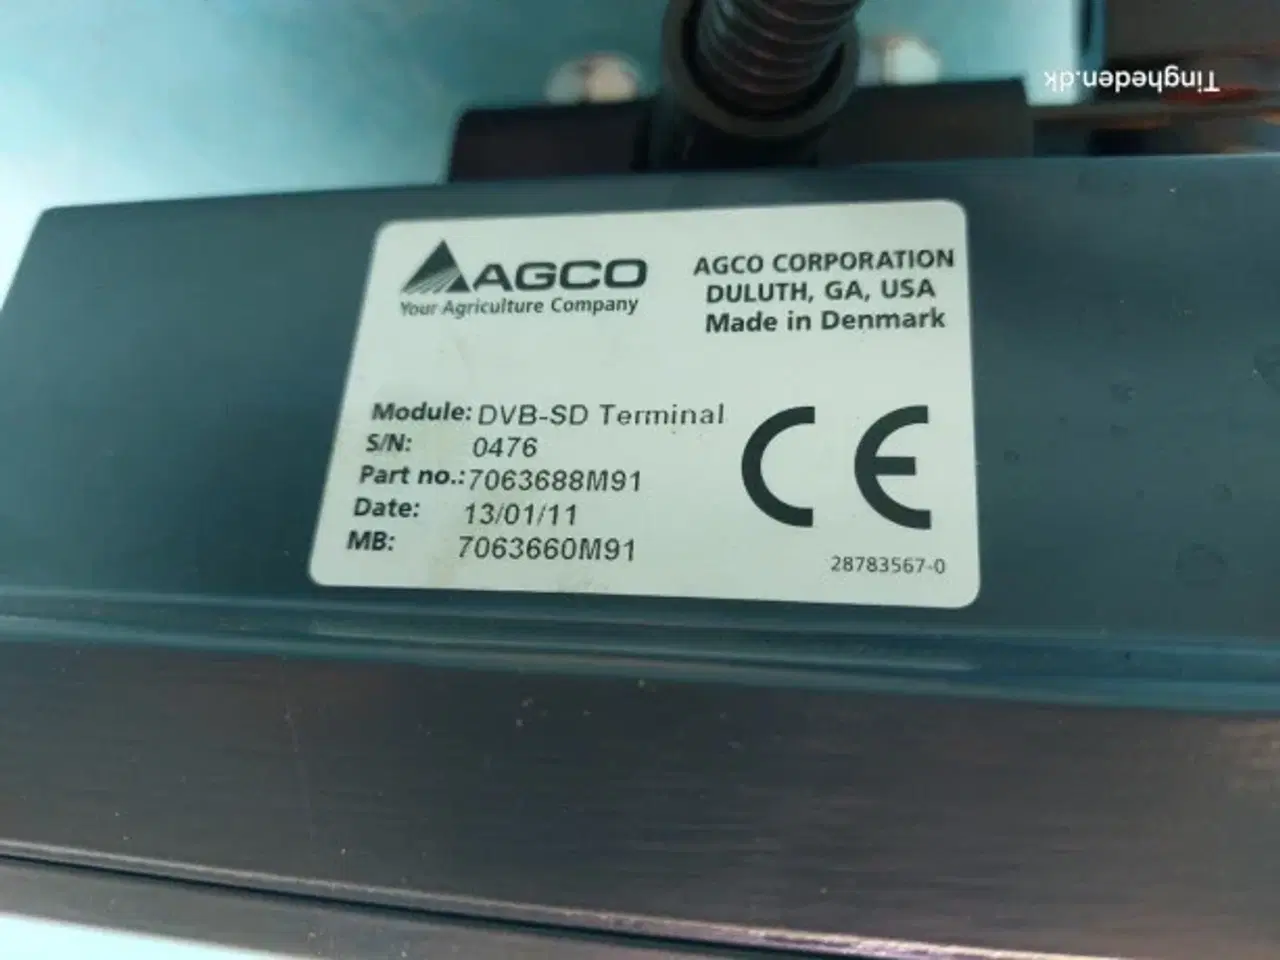 Tingheden.dk
AGCO
Your Agriculture Company
AGCO CORPORATION
DULUTH, GA, USA
Made in Denmark
Module: DVB-SD Terminal
S/N: 0476
Part no.: 7063688M91
Date: 13/01/11
MB: 7063660M91
CE
28783567-0